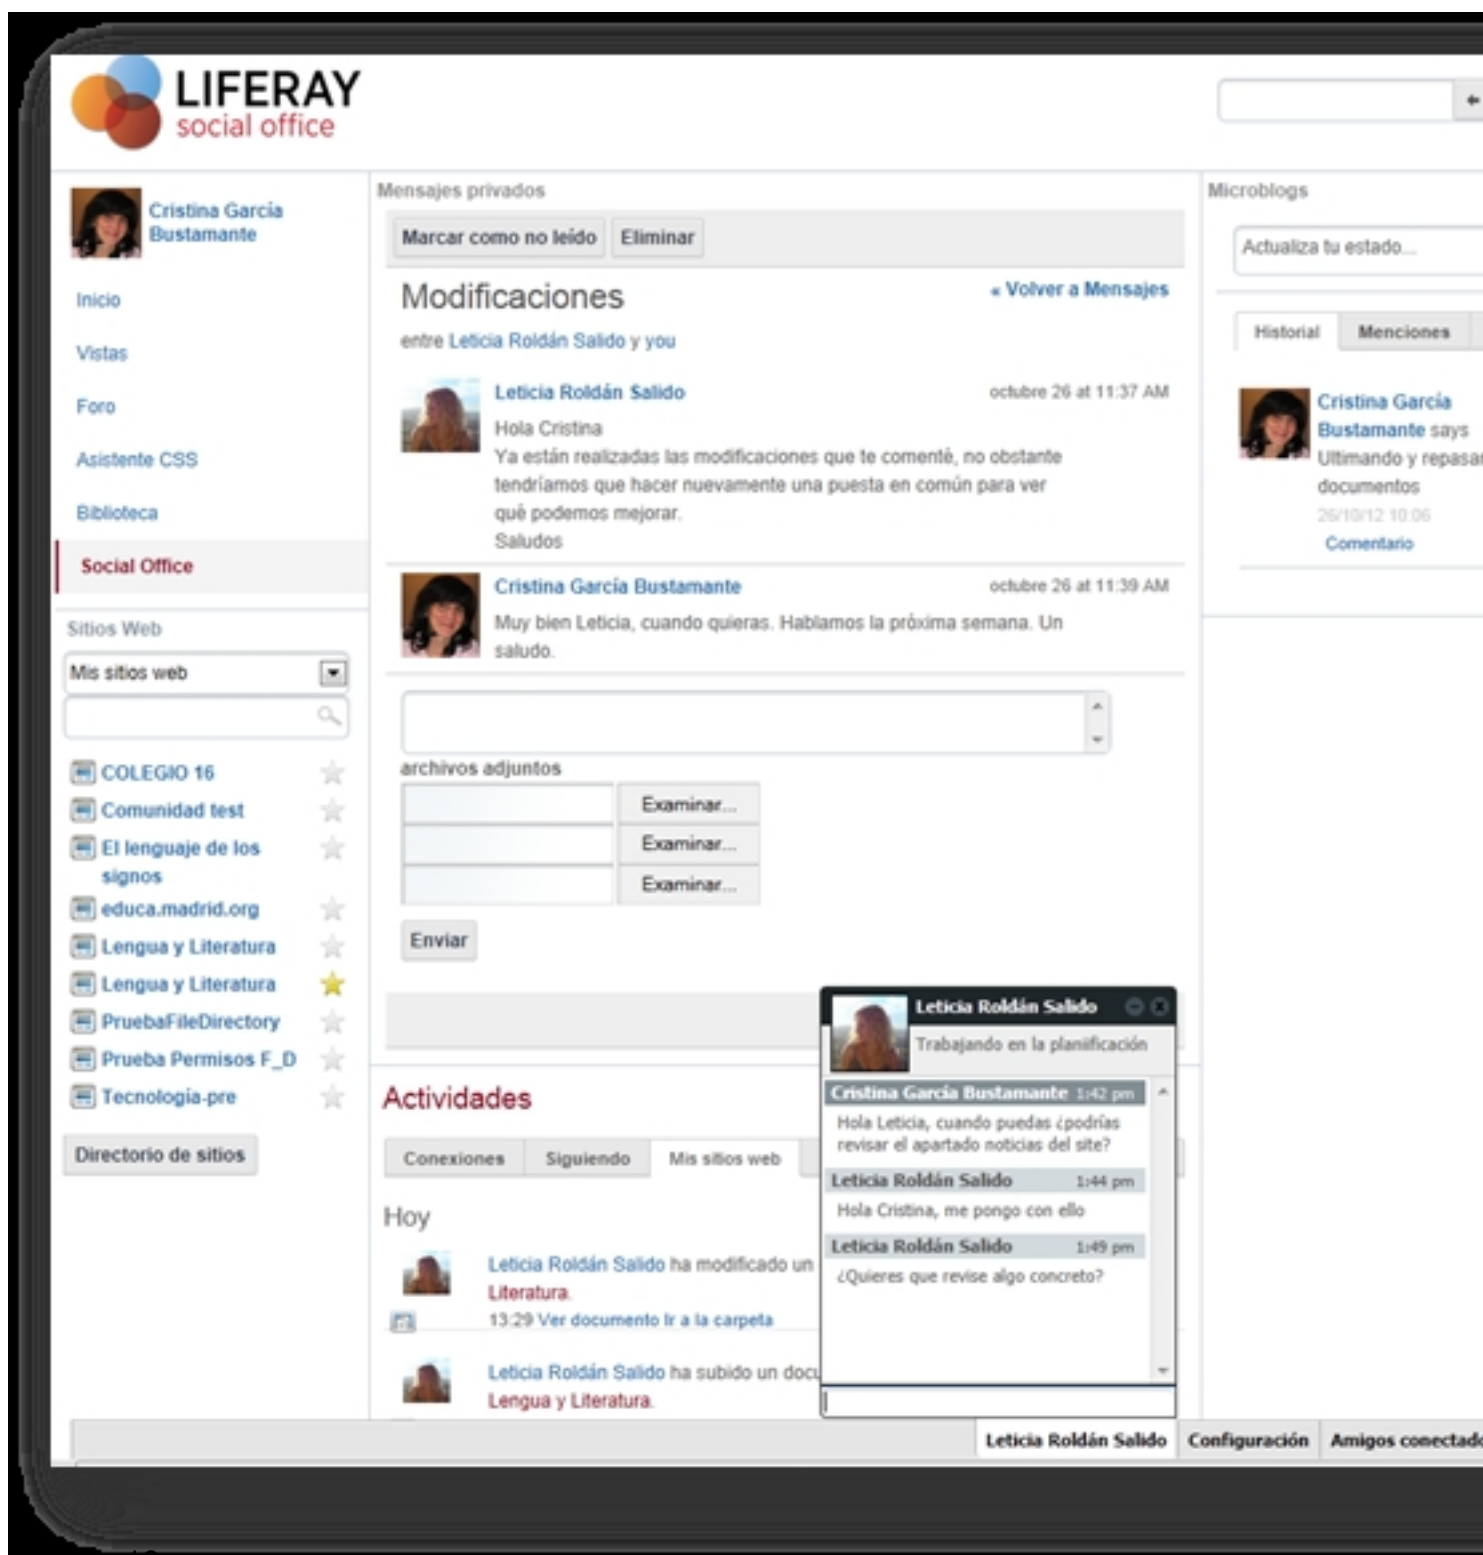 LIFERAY
social office
Cristina García
Bustamante
Inicio
Vistas
Foro
Asistente CSS
Biblioteca
Social Office
Sitios Web
Mis sitios web
COLEGIO 16
Comunidad test
El lenguaje de los
signos
educa.madrid.org
Lengua y Literatura
Lengua y Literatura
PruebaFileDirectory
Prueba Permisos F_D
Tecnología-pre
Directorio de sitios
Mensajes privados
Marcar como no leído
Eliminar
Modificaciones
« Volver a Mensajes
entre Leticia Roldán Salido y you
Leticia Roldán Salido
octubre 26 at 11:37 AM
Hola Cristina
Ya están realizadas las modificaciones que te comenté, no obstante
tendríamos que hacer nuevamente una puesta en común para ver
qué podemos mejorar.
Saludos
Cristina García Bustamante
octubre 26 at 11:39 AM
Muy bien Leticia, cuando quieras. Hablamos la próxima semana. Un
saludo.
archivos adjuntos
Examinar...
Examinar...
Examinar...
Enviar
Actividades
Conexiones
Siguiendo
Mis sitios web
Hoy
Leticia Roldán Salido ha modificado un
Literatura.
13:29 Ver documento Ir a la carpeta
Leticia Roldán Salido ha subido un docu
Lengua y Literatura.
Leticia Roldán Salido
Trabajando en la planificación
Cristina García Bustamante 1:42 pm
Hola Leticia, cuando puedas ¿podrías
revisar el apartado noticias del site?
Leticia Roldán Salido 1:44 pm
Hola Cristina, me pongo con ello
Leticia Roldán Salido 1:49 pm
¿Quieres que revise algo concreto?
Microblogs
Actualiza tu estado...
Historial
Menciones
Cristina García
Bustamante says
Ultimando y repasar
documentos
26/10/12 10:06
Comentario
Leticia Roldán Salido
Configuración
Amigos conectado